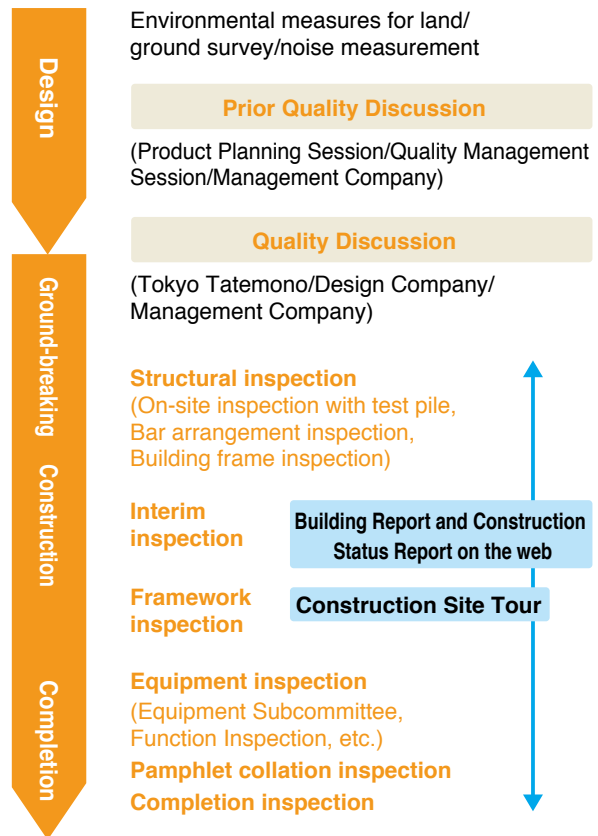 Design
Environmental measures for land/
ground survey/noise measurement
Prior Quality Discussion
(Product Planning Session/Quality Management
Session/Management Company)
Quality Discussion
(Tokyo Tatemono/Design Company/
Management Company)
Ground-breaking
Structural inspection
(On-site inspection with test pile,
Bar arrangement inspection,
Building frame inspection)
Construction
Interim
inspection
Building Report and Construction
Status Report on the web
Framework
inspection
Construction Site Tour
Completion
Equipment inspection
(Equipment Subcommittee,
Function Inspection, etc.)
Pamphlet collation inspection
Completion inspection